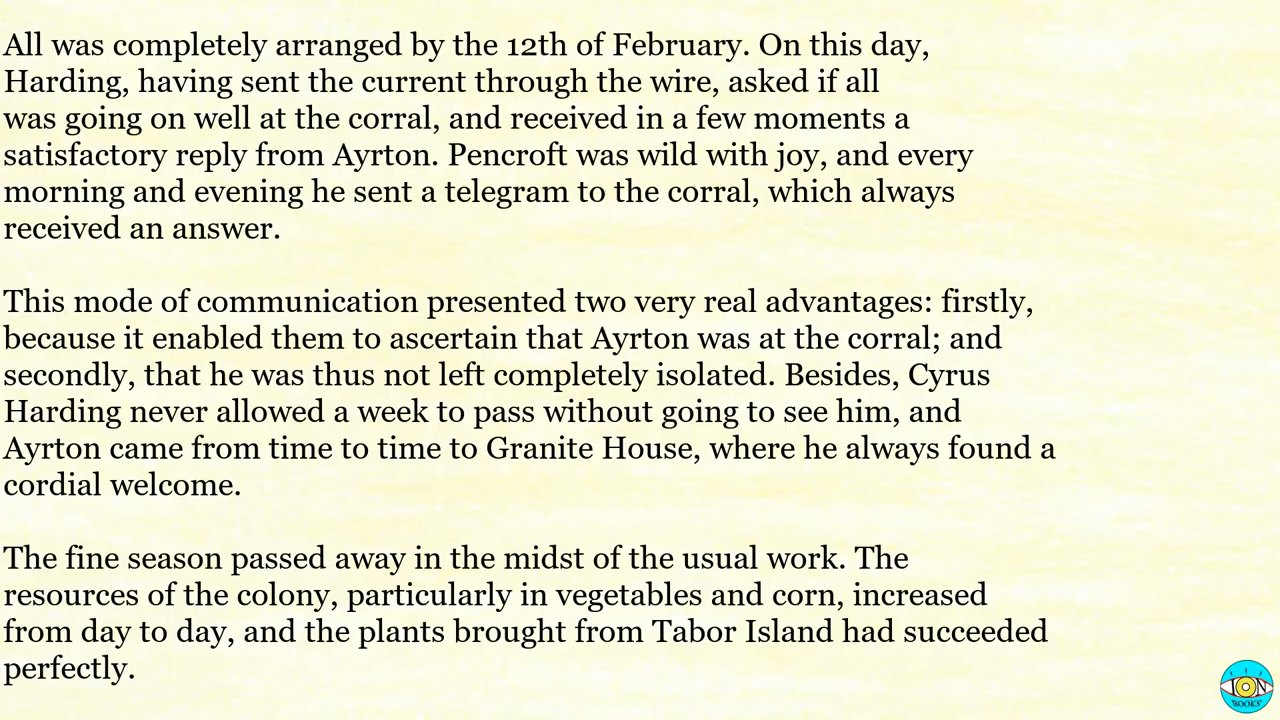 All was completely arranged by the 12th of February. On this day,
Harding, having sent the current through the wire, asked if all
was going on well at the corral, and received in a few moments a
satisfactory reply from Ayrton. Pencroft was wild with joy, and every
morning and evening he sent a telegram to the corral, which always
received an answer.
This mode of communication presented two very real advantages: firstly,
because it enabled them to ascertain that Ayrton was at the corral; and
secondly, that he was thus not left completely isolated. Besides, Cyrus
Harding never allowed a week to pass without going to see him, and
Ayrton came from time to time to Granite House, where he always found a
cordial welcome.
The fine season passed away in the midst of the usual work. The
resources of the colony, particularly in vegetables and corn, increased
from day to day, and the plants brought from Tabor Island had succeeded
perfectly.
ION
BOOKS